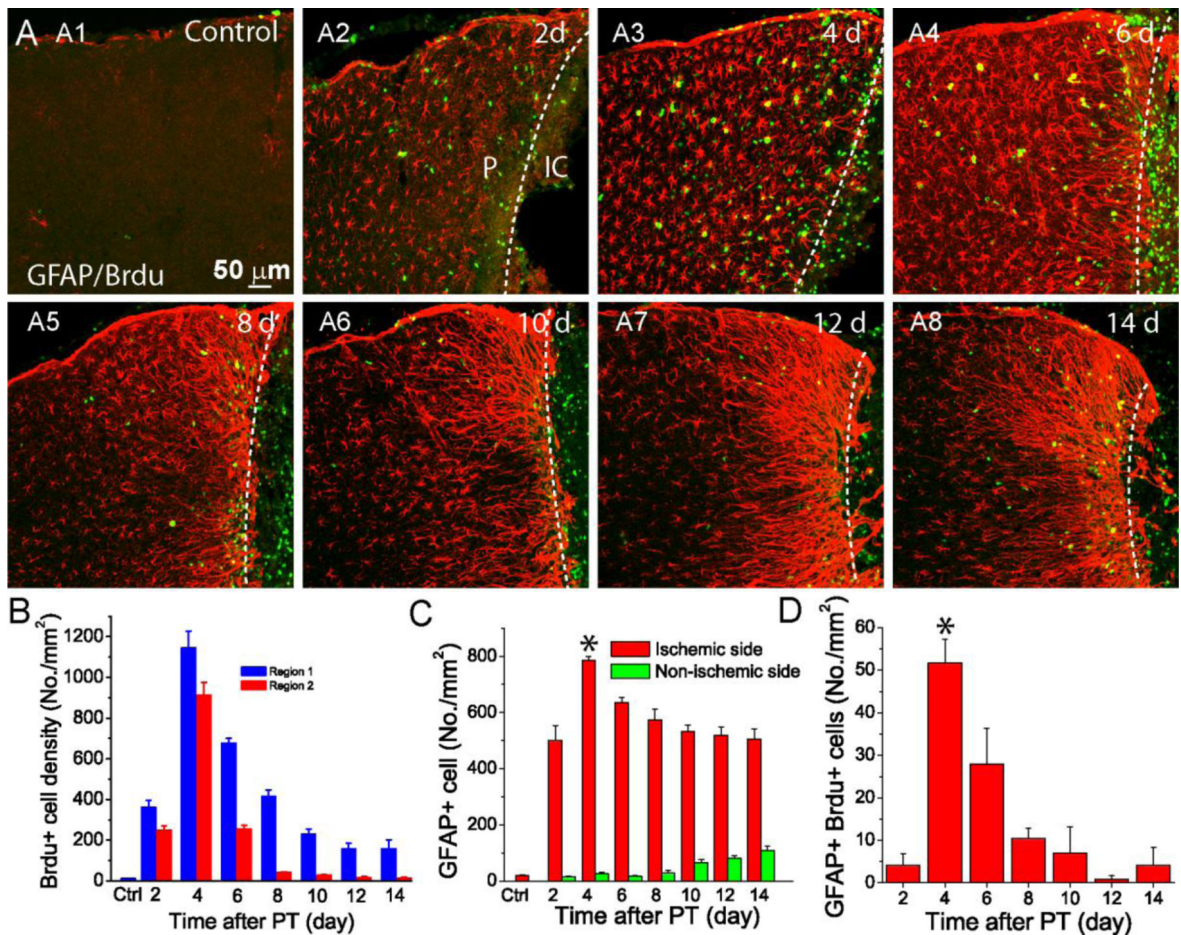 A
A1 Control
GFAP/Brdu 50 μm
A2 2d
P IC
A3 4 d
A4 6 d
A5 8 d
A6 10 d
A7 12 d
A8 14 d
B
Brdu+ cell density (No./mm²)
1200
1000
800
600
400
200
0
Region 1
Region 2
Ctrl 2 4 6 8 10 12 14
Time after PT (day)
C
GFAP+ cell (No./mm²)
800
600
400
200
0
*
Ischemic side
Non-ischemic side
Ctrl 2 4 6 8 10 12 14
Time after PT (day)
D
GFAP+ Brdu+ cells (No./mm²)
60
50
40
30
20
10
0
*
2 4 6 8 10 12 14
Time after PT (day)